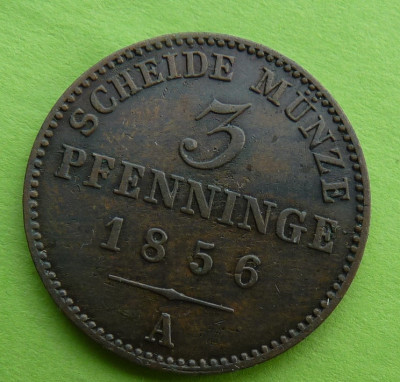 SCHEIDE MÜNZE
3
PFENNINGE
1856
A